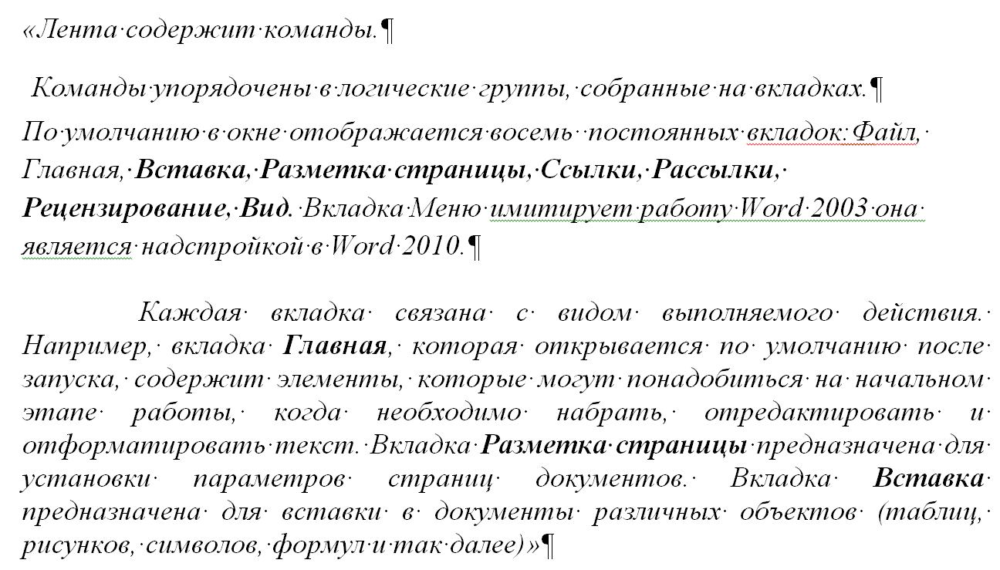 «Лента содержит команды.¶
Команды упорядочены в логические группы, собранные на вкладках.¶
По умолчанию в окне отображается восемь  постоянных вкладок:Файл,
Главная, Вставка, Разметка страницы, Ссылки, Рассылки,
Рецензирование, Вид. Вкладка Меню имитирует работу Word 2003 она
является надстройкой в Word 2010.¶
Каждая вкладка связана с видом выполняемого действия.
Например, вкладка Главная, которая открывается по умолчанию после
запуска, содержит элементы, которые могут понадобиться на начальном
этапе работы, когда необходимо набрать, отредактировать и
отформатировать текст. Вкладка Разметка страницы предназначена для
установки параметров страниц документов. Вкладка Вставка
предназначена для вставки в документы различных объектов (таблиц,
рисунков, символов, формул и так далее)»¶